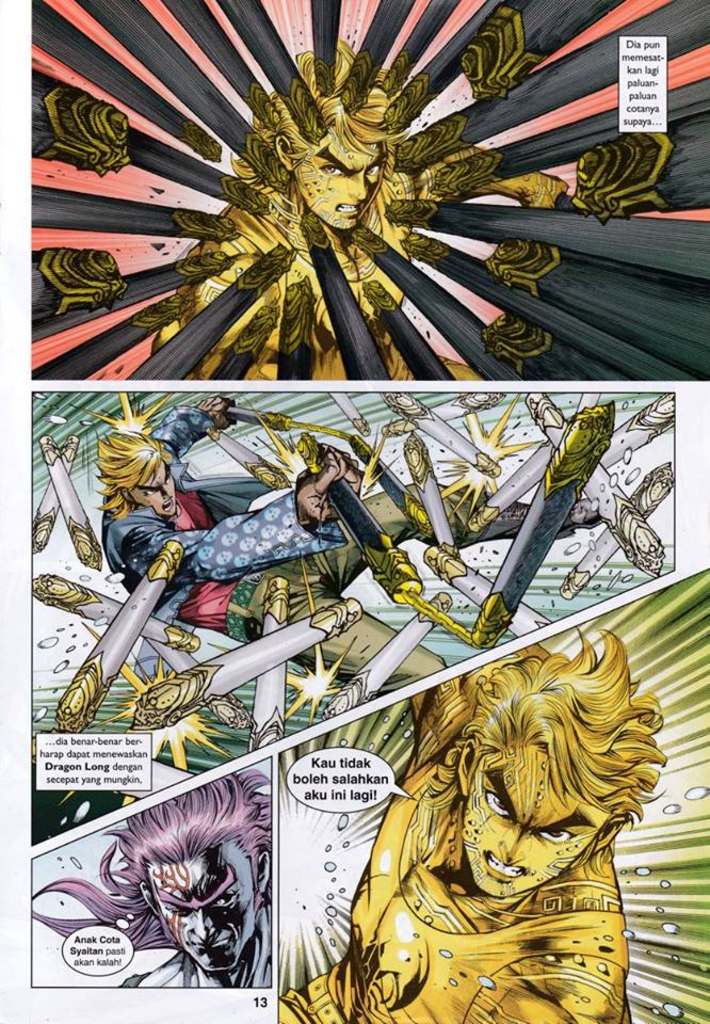 Dia pun
memesat-
kan lagi
paluan-
paluan
cotanya
supaya...
...dia benar-benar ber-
harap dapat menewaskan
Dragon Long dengan
secepat yang mungkin,
Kau tidak
boleh salahkan
aku ini lagi!
Anak Cota
Syaitan pasti
akan kalah!
13